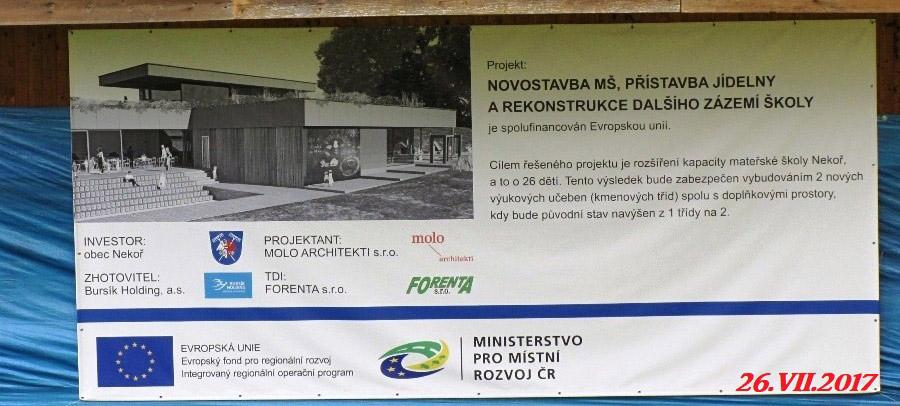 Projekt:
NOVOSTAVBA MŠ, PŘÍSTAVBA JÍDELNY
A REKONSTRUKCE DALŠÍHO ZÁZEMÍ ŠKOLY
je spolufinancován Evropskou unií.
Cílem řešeného projektu je rozšíření kapacity mateřské školy Nekoř,
a to o 26 dětí. Tento výsledek bude zabezpečen vybudováním 2 nových
výukových učeben (kmenových tříd) spolu s doplňkovými prostory,
kdy bude původní stav navýšen z 1 třídy na 2.
INVESTOR:
obec Nekoř
PROJEKTANT:
MOLO ARCHITEKTI s.r.o.
molo
architekti
ZHOTOVITEL:
Bursík Holding, a.s.
BURSÍK
HOLDING
TDI:
FORENTA s.r.o.
FORENTA
s.r.o.
EVROPSKÁ UNIE
Evropský fond pro regionální rozvoj
Integrovaný regionální operační program
MINISTERSTVO
PRO MÍSTNÍ
ROZVOJ ČR
26.VII.2017